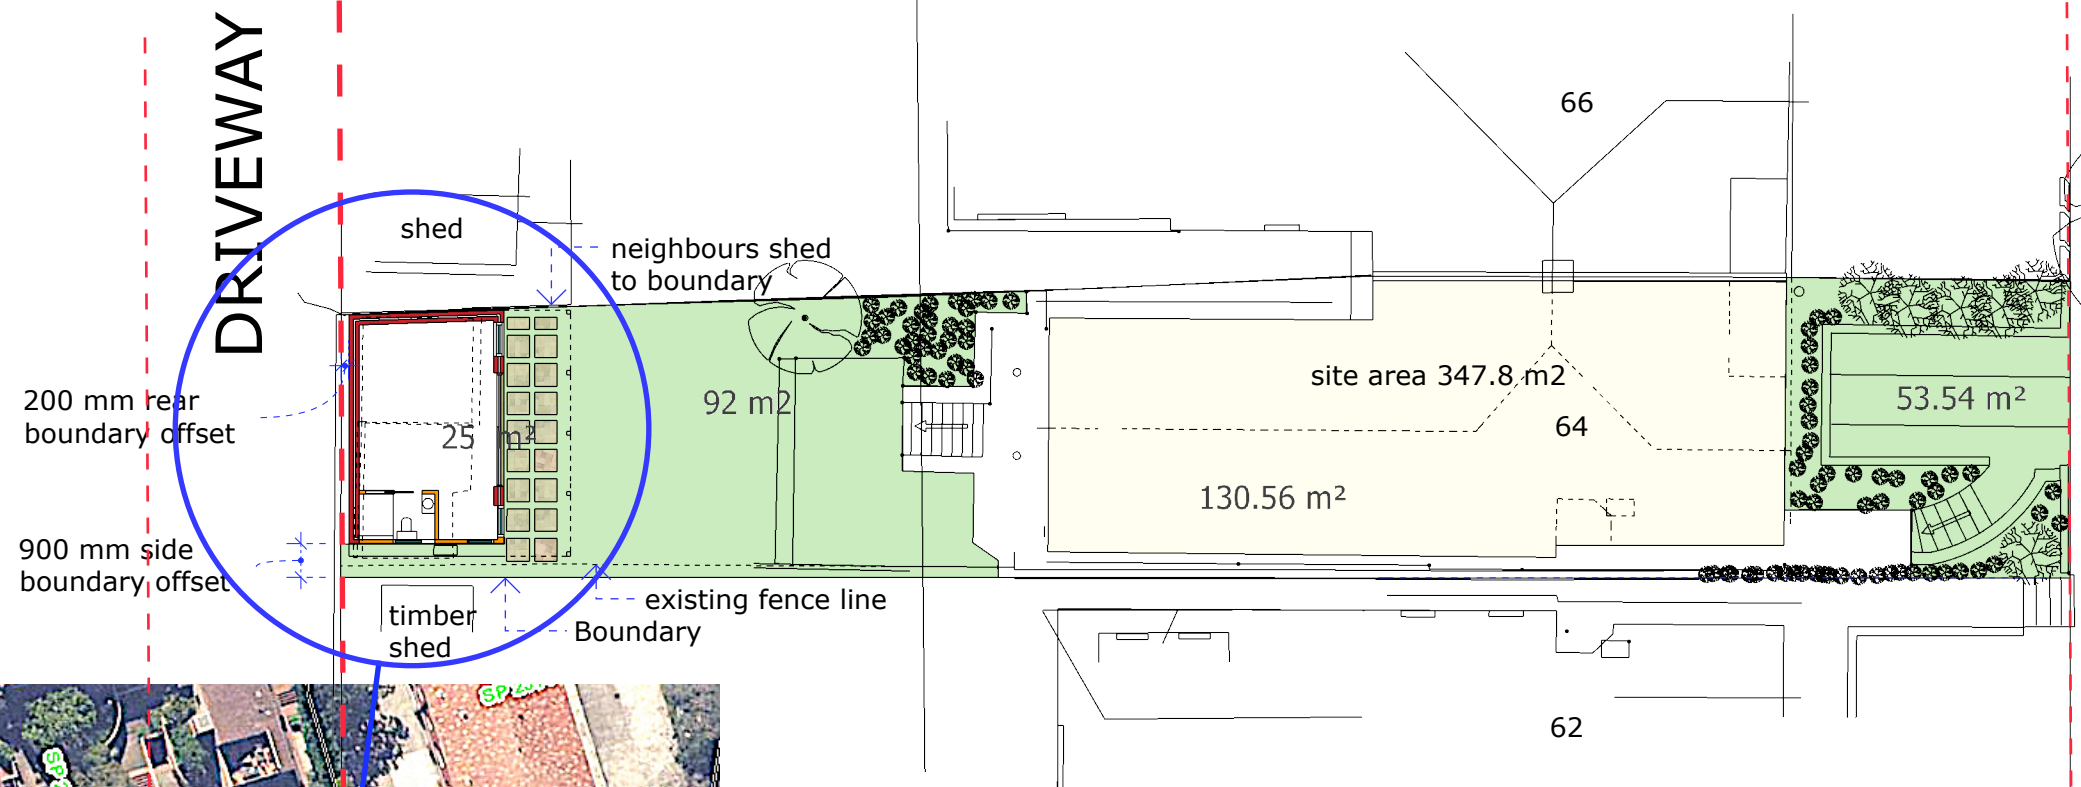 DRIVEWAY
66
shed
neighbours shed
to boundary
200 mm rear
boundary offset
25 m²
92 m2
site area 347.8 m2
64
53.54 m²
130.56 m²
900 mm side
boundary offset
existing fence line
Boundary
timber
shed
62